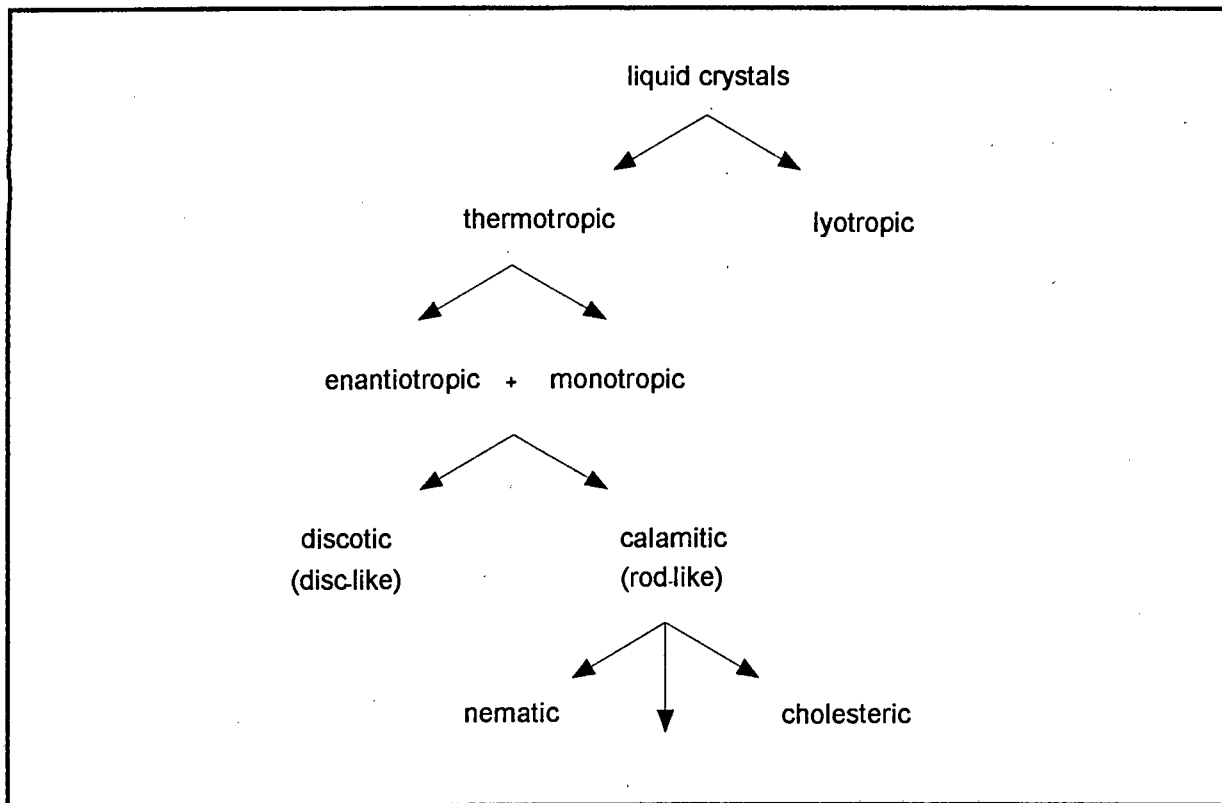 liquid crystals
thermotropic lyotropic
enantiotropic + monotropic
discotic calamitic
(disc-like) (rod-like)
nematic cholesteric